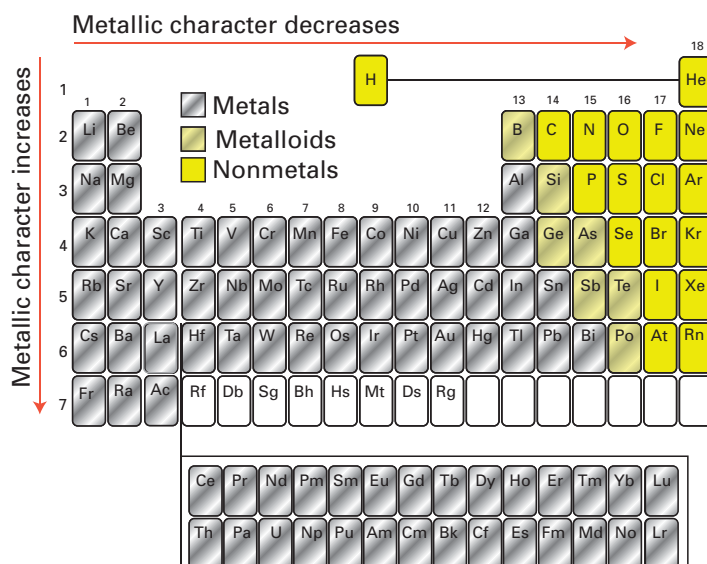 Metallic character decreases
Metallic character increases
18
1 H He
Metals
Metalloids
Nonmetals
1 2 13 14 15 16 17
2 Li Be B C N O F Ne
3 Na Mg Al Si P S Cl Ar
3 4 5 6 7 8 9 10 11 12
4 K Ca Sc Ti V Cr Mn Fe Co Ni Cu Zn Ga Ge As Se Br Kr
5 Rb Sr Y Zr Nb Mo Tc Ru Rh Pd Ag Cd In Sn Sb Te I Xe
6 Cs Ba La Hf Ta W Re Os Ir Pt Au Hg Tl Pb Bi Po At Rn
7 Fr Ra Ac Rf Db Sg Bh Hs Mt Ds Rg
Ce Pr Nd Pm Sm Eu Gd Tb Dy Ho Er Tm Yb Lu
Th Pa U Np Pu Am Cm Bk Cf Es Fm Md No Lr